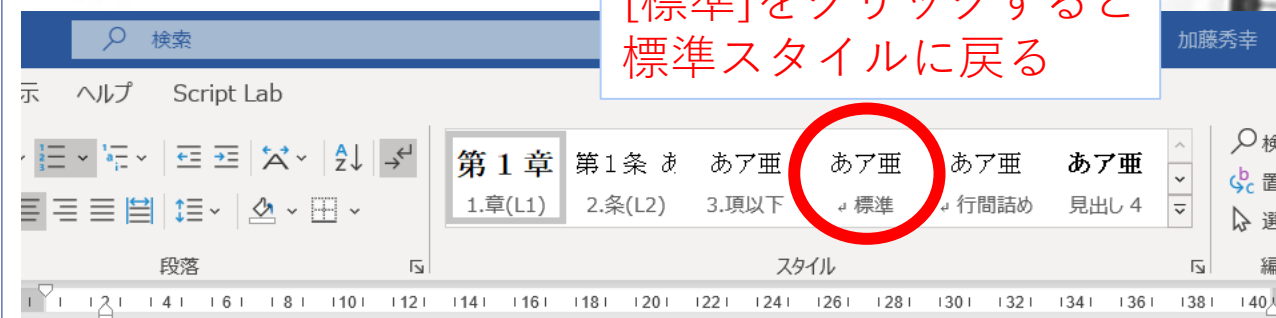 [標準]をクリックすると
標準スタイルに戻る
検索
加藤秀幸
示 ヘルプ Script Lab
第 1 章 第1条 あ あア亜 あア亜 あア亜 あア亜
1.章(L1) 2.条(L2) 3.項以下 ↲ 標準 ↲ 行間詰め 見出し 4
検
置
選
段落 スタイル 編
2 4 6 8 10 12 14 16 18 20 22 24 26 28 30 32 34 36 38 40